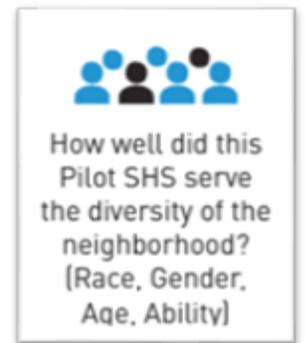 How well did this
Pilot SHS serve
the diversity of the
neighborhood?
(Race, Gender,
Age, Ability)